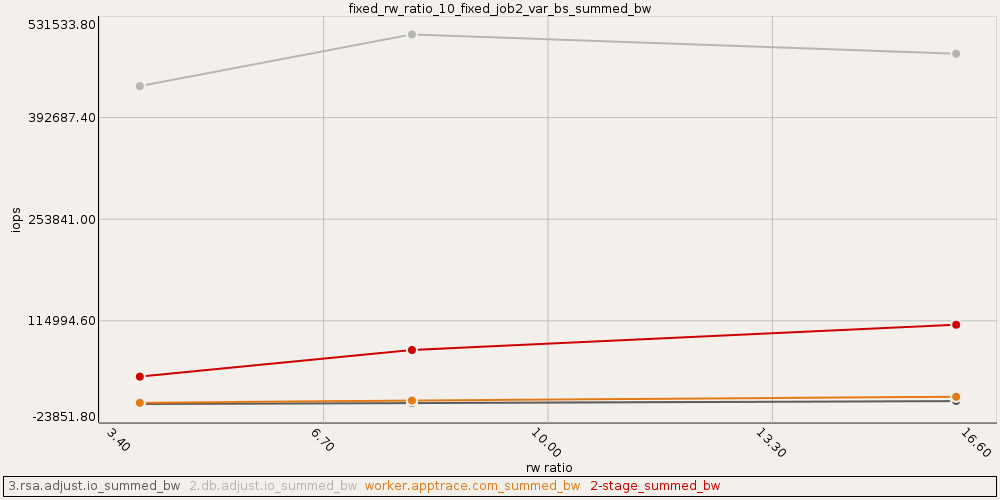 fixed_rw_ratio_10_fixed_job2_var_bs_summed_bw
531533.80
392687.40
253841.00
114994.60
-23851.80
iops
3.40
6.70
10.00
13.30
16.60
rw ratio
3.rsa.adjust.io_summed_bw 2.db.adjust.io_summed_bw worker.apptrace.com_summed_bw 2-stage_summed_bw